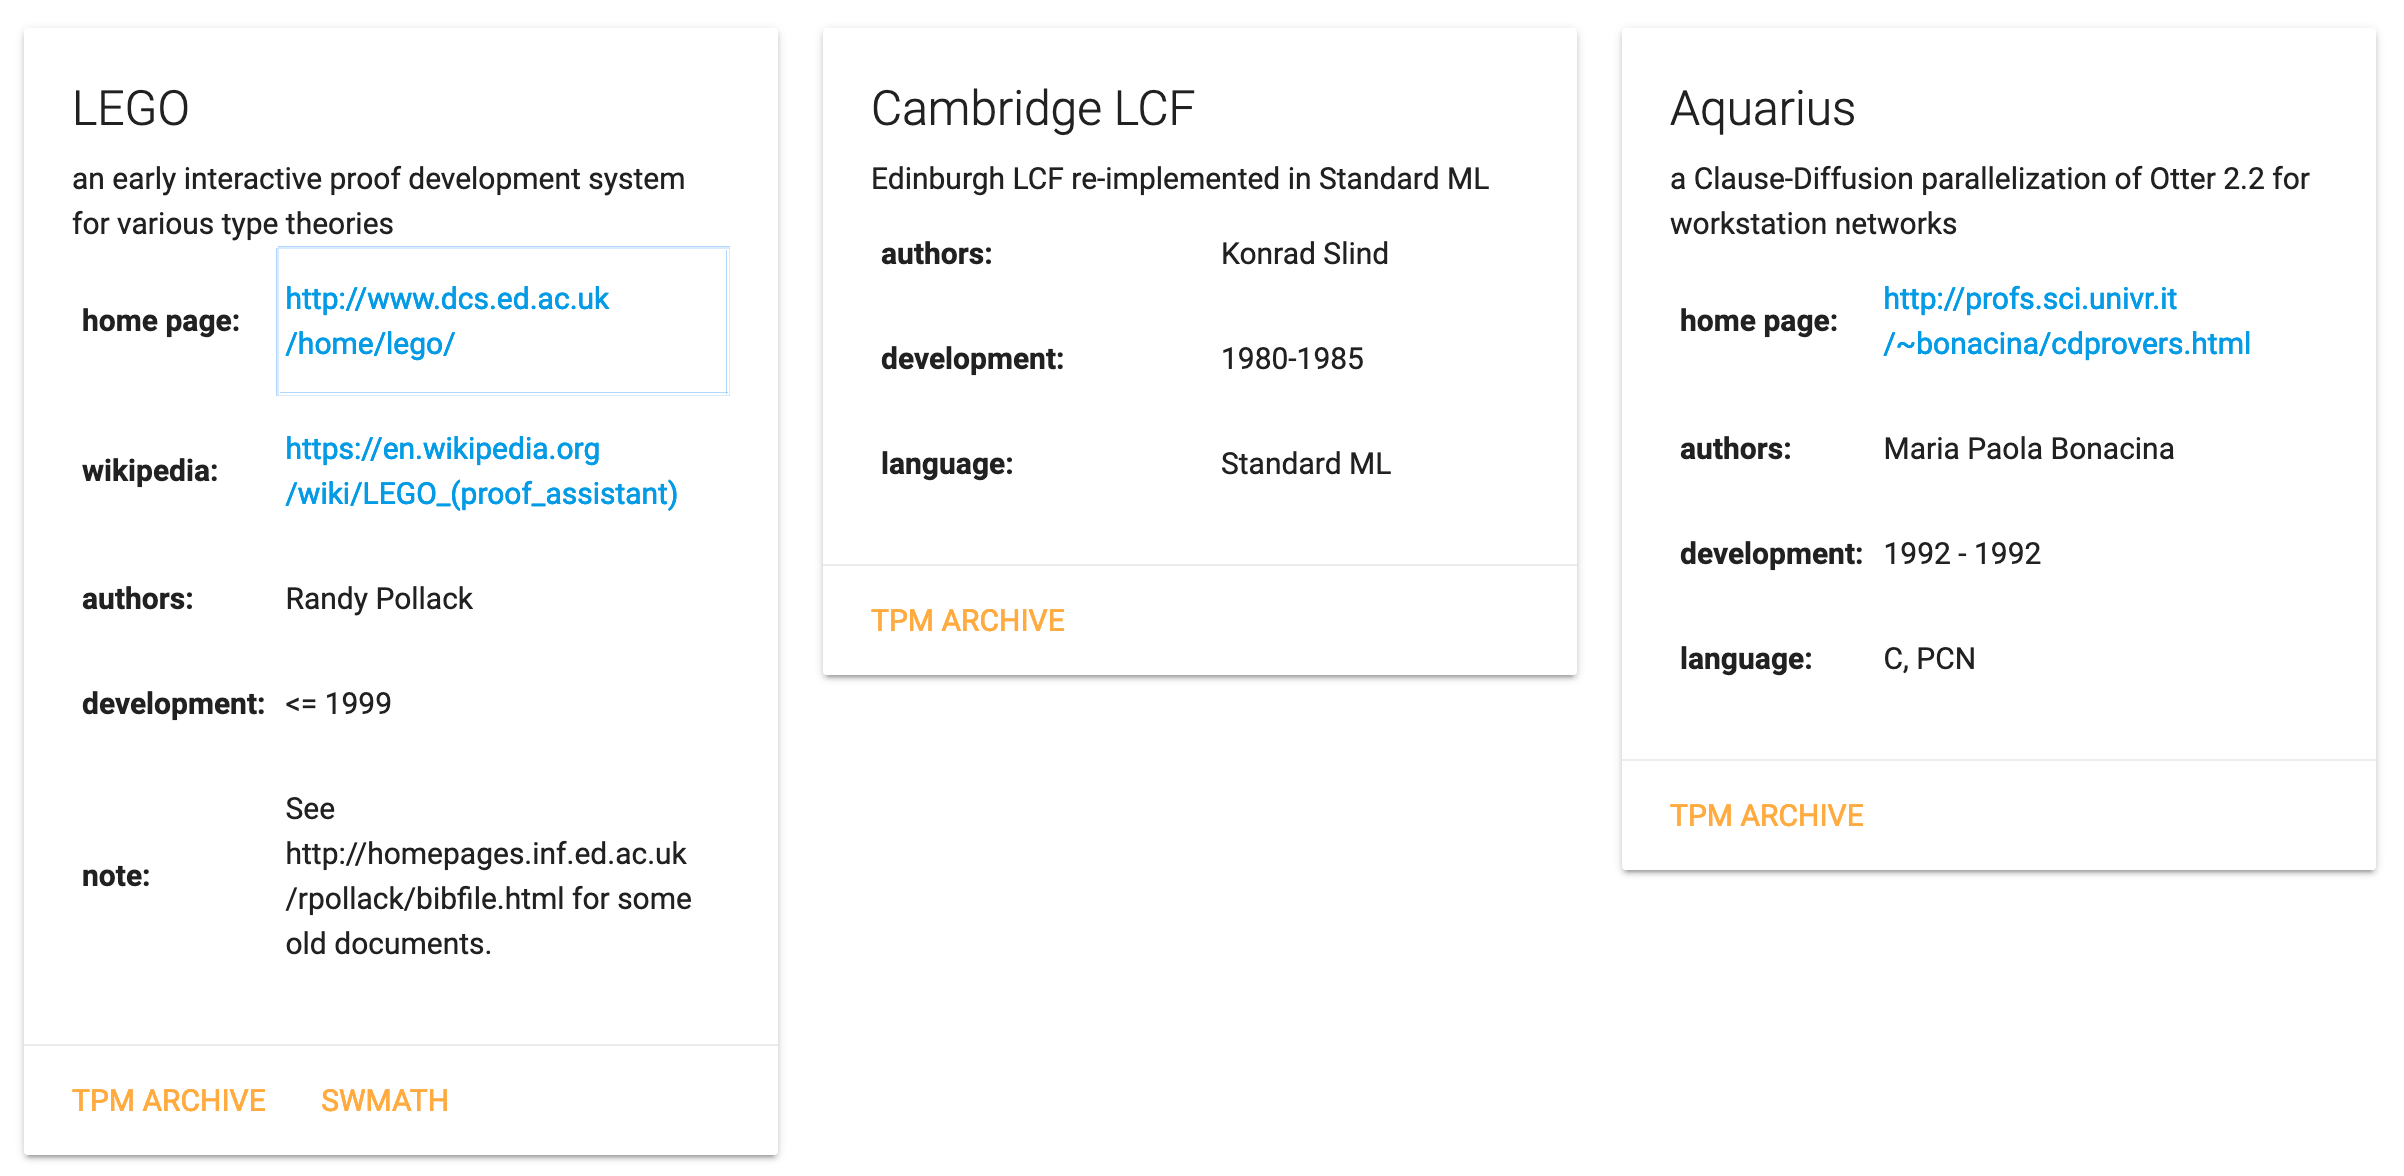 LEGO
an early interactive proof development system
for various type theories
home page:
http://www.dcs.ed.ac.uk
/home/lego/
wikipedia:
https://en.wikipedia.org
/wiki/LEGO_(proof_assistant)
authors: Randy Pollack
development: <= 1999
note:
See
http://homepages.inf.ed.ac.uk
/rpollack/bibfile.html for some
old documents.
TPM ARCHIVE SWMATH
Cambridge LCF
Edinburgh LCF re-implemented in Standard ML
authors: Konrad Slind
development: 1980-1985
language: Standard ML
TPM ARCHIVE
Aquarius
a Clause-Diffusion parallelization of Otter 2.2 for
workstation networks
home page:
http://profs.sci.univr.it
/~bonacina/cdprovers.html
authors: Maria Paola Bonacina
development: 1992 - 1992
language: C, PCN
TPM ARCHIVE